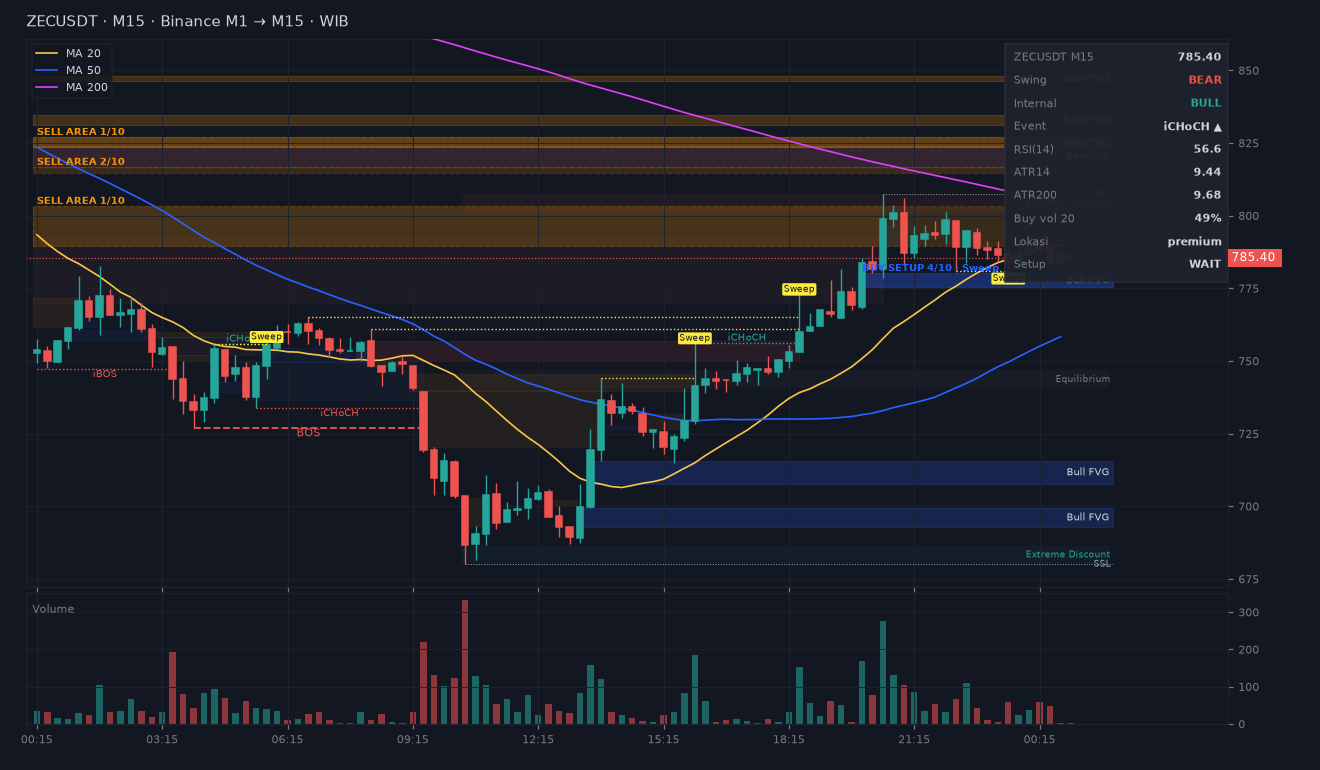 ZECUSDT · M15 · Binance M1 → M15 · WIB
MA 20
MA 50
MA 200
ZECUSDT M15 785.40
Swing BEAR
Internal BULL
Event iCHoCH ▲
RSI(14) 56.6
ATR14 9.44
ATR200 9.68
Buy vol 20 49%
Lokasi premium
Setup WAIT
850
825
800
785.40
775
750
725
700
675
SELL AREA 1/10
SELL AREA 2/10
SELL AREA 1/10
SETUP 4/10
Sweep
Sweep
Sweep
iCHoCH
Sweep
iBOS
iCHoCH
BOS
Equilibrium
Bull FVG
Bull FVG
Extreme Discount
SSL
Volume
300
200
100
0
00:15
03:15
06:15
09:15
12:15
15:15
18:15
21:15
00:15